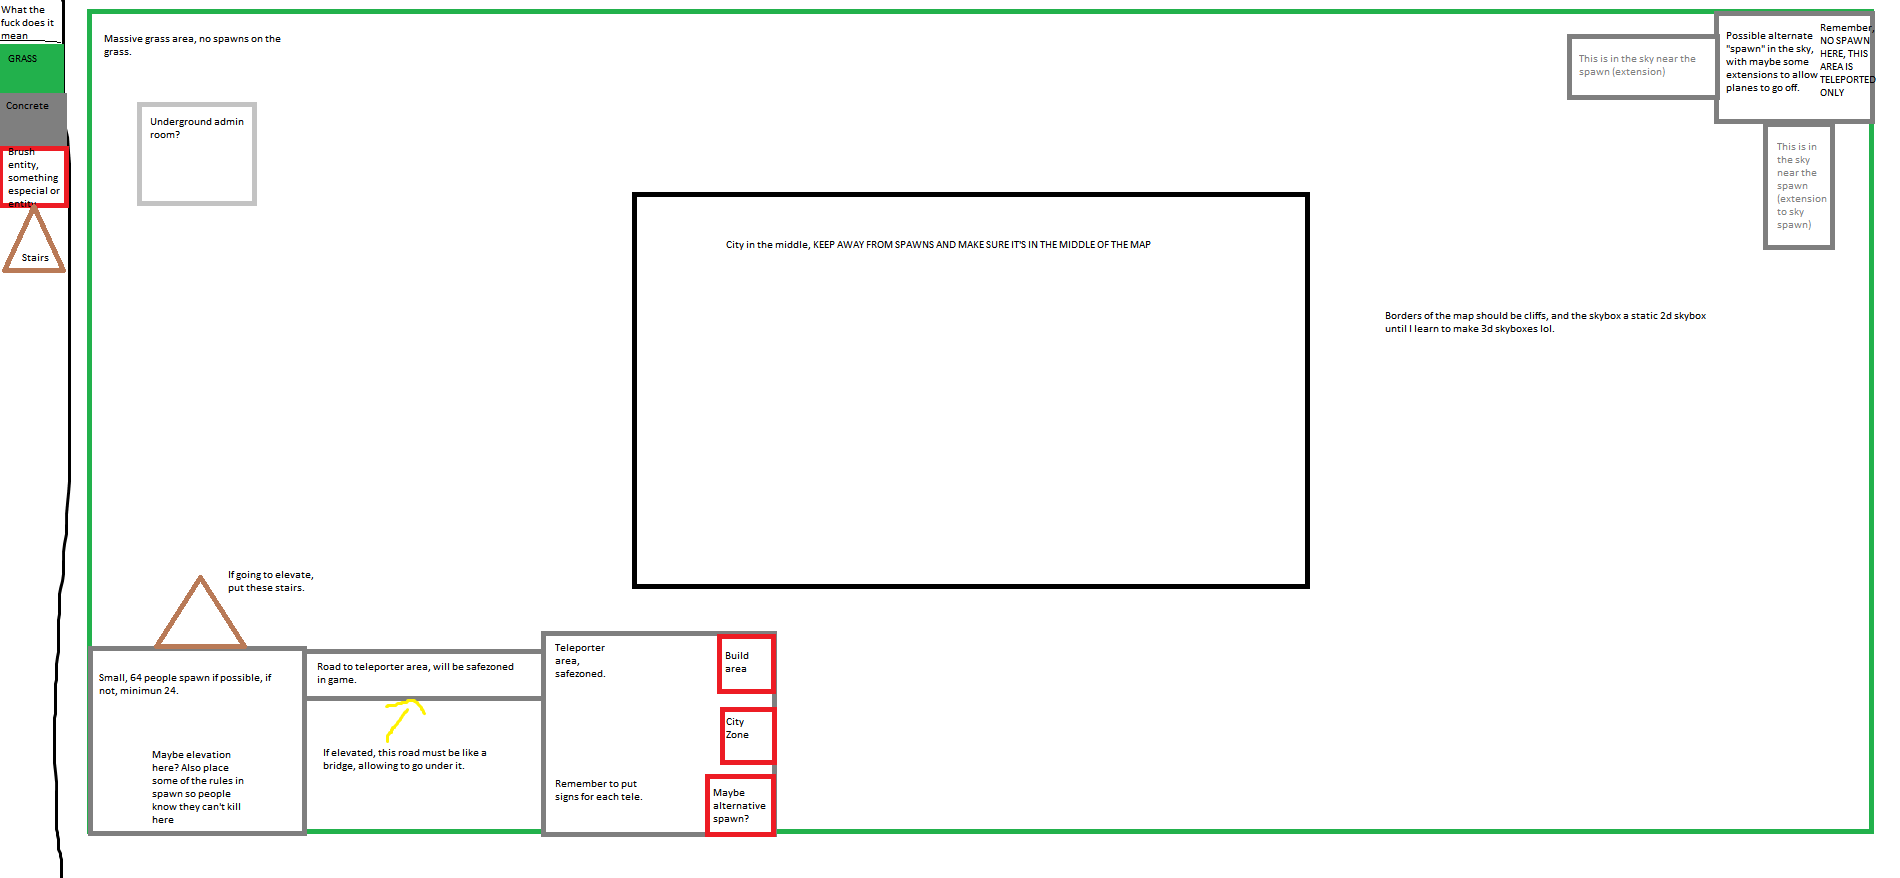 What the
fuck does it
mean
GRASS
Concrete
Brush
entity,
something
especial or
entity
Stairs
Massive grass area, no spawns on the
grass.
Underground admin
room?
This is in the sky near the
spawn (extension)
Possible alternate
"spawn" in the sky,
with maybe some
extensions to allow
planes to go off.
Remember,
NO SPAWN
HERE, THIS
AREA IS
TELEPORTED
ONLY
This is in
the sky
near the
spawn
(extension
to sky
spawn)
City in the middle, KEEP AWAY FROM SPAWNS AND MAKE SURE IT'S IN THE MIDDLE OF THE MAP
Borders of the map should be cliffs, and the skybox a static 2d skybox
until I learn to make 3d skyboxes lol.
If going to elevate,
put these stairs.
Small, 64 people spawn if possible, if
not, minimun 24.
Maybe elevation
here? Also place
some of the rules in
spawn so people
know they can't kill
here
Road to teleporter area, will be safezoned
in game.
If elevated, this road must be like a
bridge, allowing to go under it.
Teleporter
area,
safezoned.
Remember to put
signs for each tele.
Build
area
City
Zone
Maybe
alternative
spawn?